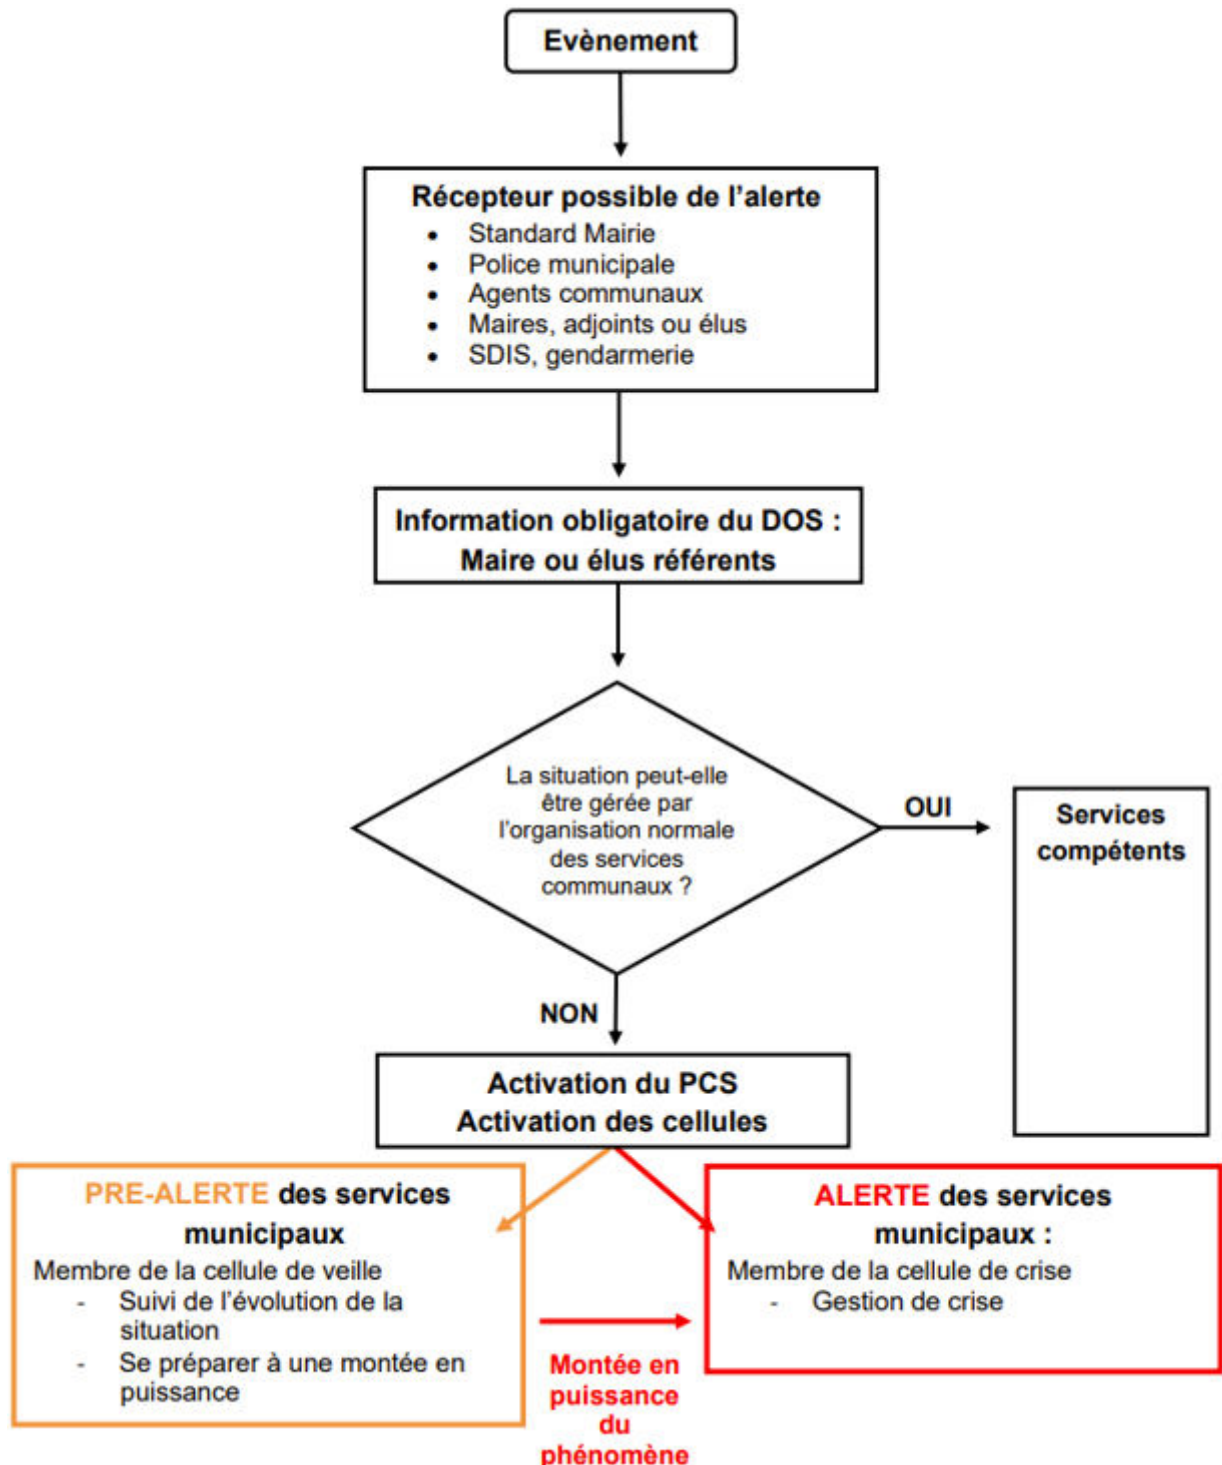 Evènement
Récepteur possible de l’alerte
• Standard Mairie
• Police municipale
• Agents communaux
• Maires, adjoints ou élus
• SDIS, gendarmerie
Information obligatoire du DOS :
Maire ou élus référents
La situation peut-elle
être gérée par
l’organisation normale
des services
communaux ?
OUI
Services
compétents
NON
Activation du PCS
Activation des cellules
PRE-ALERTE des services
municipaux
Membre de la cellule de veille
- Suivi de l’évolution de la
situation
- Se préparer à une montée en
puissance
Montée en
puissance
du
phénomène
ALERTE des services
municipaux :
Membre de la cellule de crise
- Gestion de crise